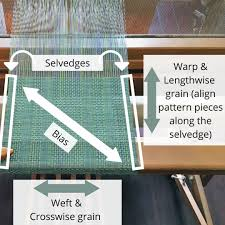 Selvedges
Warp &
Lengthwise
grain (align
pattern pieces
along the
selvedge)
Bias
Weft &
Crosswise grain